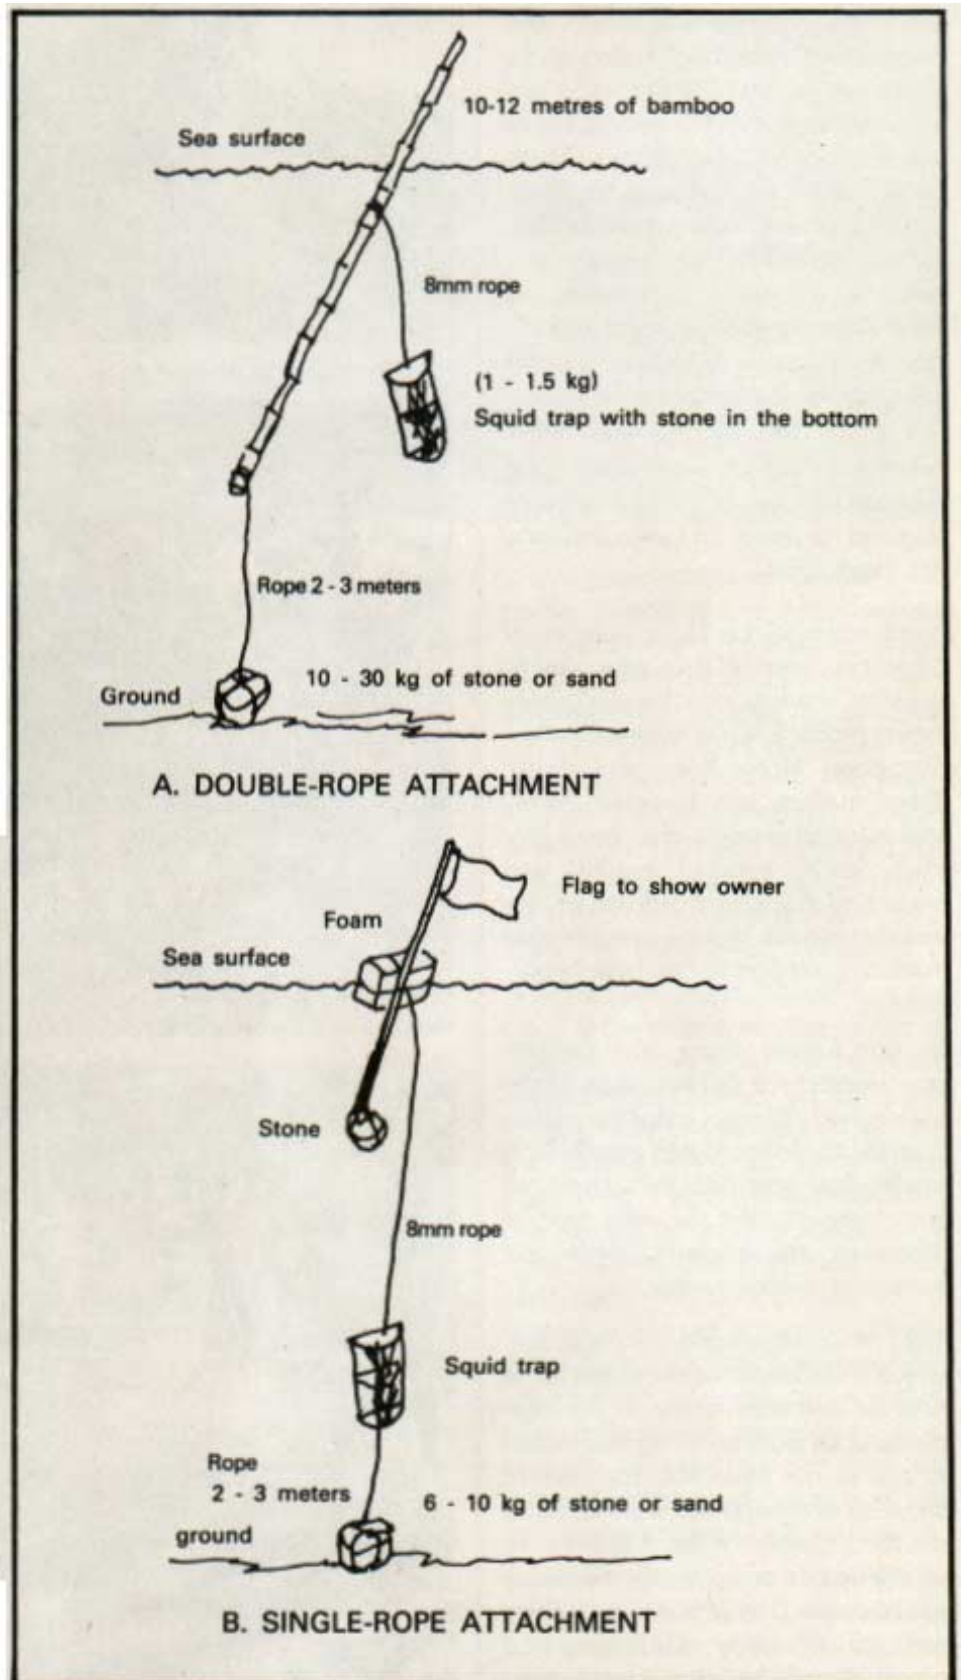 10-12 metres of bamboo
Sea surface
8mm rope
(1 - 1.5 kg)
Squid trap with stone in the bottom
Rope 2 - 3 meters
10 - 30 kg of stone or sand
Ground
A. DOUBLE-ROPE ATTACHMENT
Flag to show owner
Foam
Sea surface
Stone
8mm rope
Squid trap
Rope
2 - 3 meters
6 - 10 kg of stone or sand
ground
B. SINGLE-ROPE ATTACHMENT